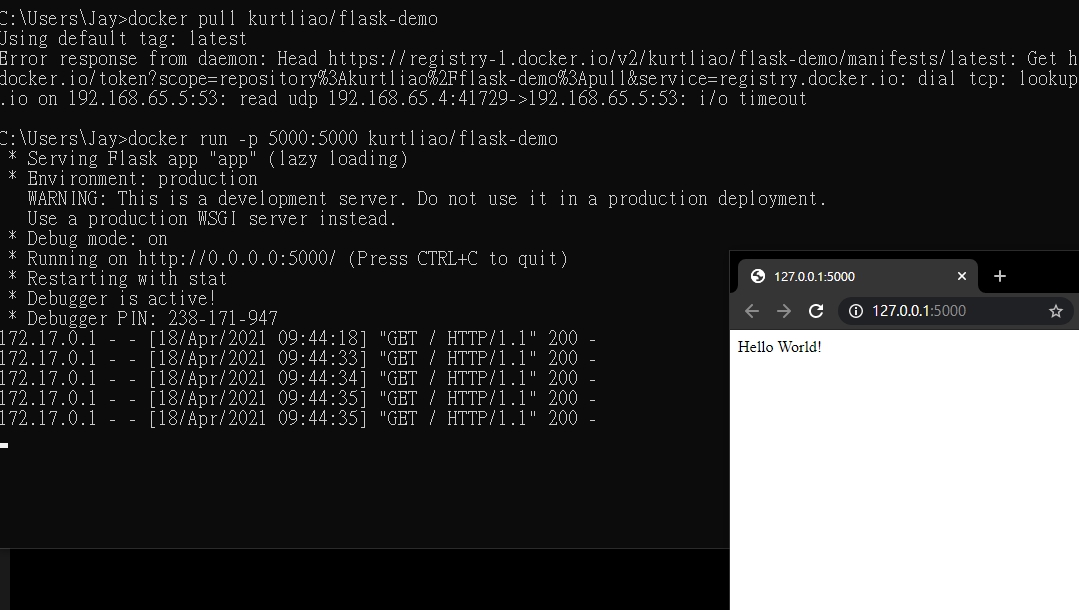 C:\Users\Jay>docker pull kurtliao/flask-demo
Using default tag: latest
Error response from daemon: Head https://registry-1.docker.io/v2/kurtliao/flask-demo/manifests/latest: Get h
docker.io/token?scope=repository%3Akurtliao%2Fflask-demo%3Apull&service=registry.docker.io: dial tcp: lookup
.io on 192.168.65.5:53: read udp 192.168.65.4:41729->192.168.65.5:53: i/o timeout
C:\Users\Jay>docker run -p 5000:5000 kurtliao/flask-demo
* Serving Flask app "app" (lazy loading)
* Environment: production
WARNING: This is a development server. Do not use it in a production deployment.
Use a production WSGI server instead.
* Debug mode: on
* Running on http://0.0.0.0:5000/ (Press CTRL+C to quit)
* Restarting with stat
* Debugger is active!
* Debugger PIN: 238-171-947
172.17.0.1 - - [18/Apr/2021 09:44:18] "GET / HTTP/1.1" 200 -
172.17.0.1 - - [18/Apr/2021 09:44:33] "GET / HTTP/1.1" 200 -
172.17.0.1 - - [18/Apr/2021 09:44:34] "GET / HTTP/1.1" 200 -
172.17.0.1 - - [18/Apr/2021 09:44:35] "GET / HTTP/1.1" 200 -
172.17.0.1 - - [18/Apr/2021 09:44:35] "GET / HTTP/1.1" 200 -
127.0.0.1:5000
127.0.0.1:5000
Hello World!